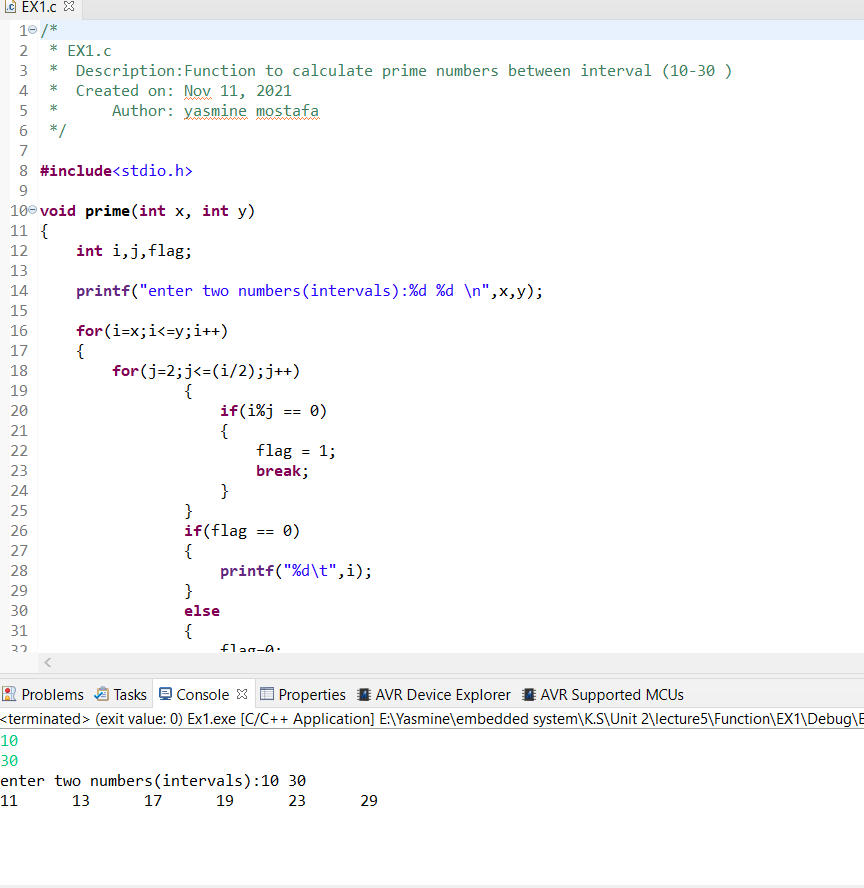 EX1.c
1 /*
2 * EX1.c
3 * Description:Function to calculate prime numbers between interval (10-30 )
4 * Created on: Nov 11, 2021
5 * Author: yasmine mostafa
6 */
7
8 #include<stdio.h>
9
10 void prime(int x, int y)
11 {
12 int i,j,flag;
13
14 printf("enter two numbers(intervals):%d %d \n",x,y);
15
16 for(i=x;i<=y;i++)
17 {
18 for(j=2;j<=(i/2);j++)
19 {
20 if(i%j == 0)
21 {
22 flag = 1;
23 break;
24 }
25 }
26 if(flag == 0)
27 {
28 printf("%d\t",i);
29 }
30 else
31 {
32 flag=0;
Problems Tasks Console Properties AVR Device Explorer AVR Supported MCUs
<terminated> (exit value: 0) Ex1.exe [C/C++ Application] E:\Yasmine\embedded system\K.S\Unit 2\lecture5\Function\EX1\Debug\E
10
30
enter two numbers(intervals):10 30
11 13 17 19 23 29